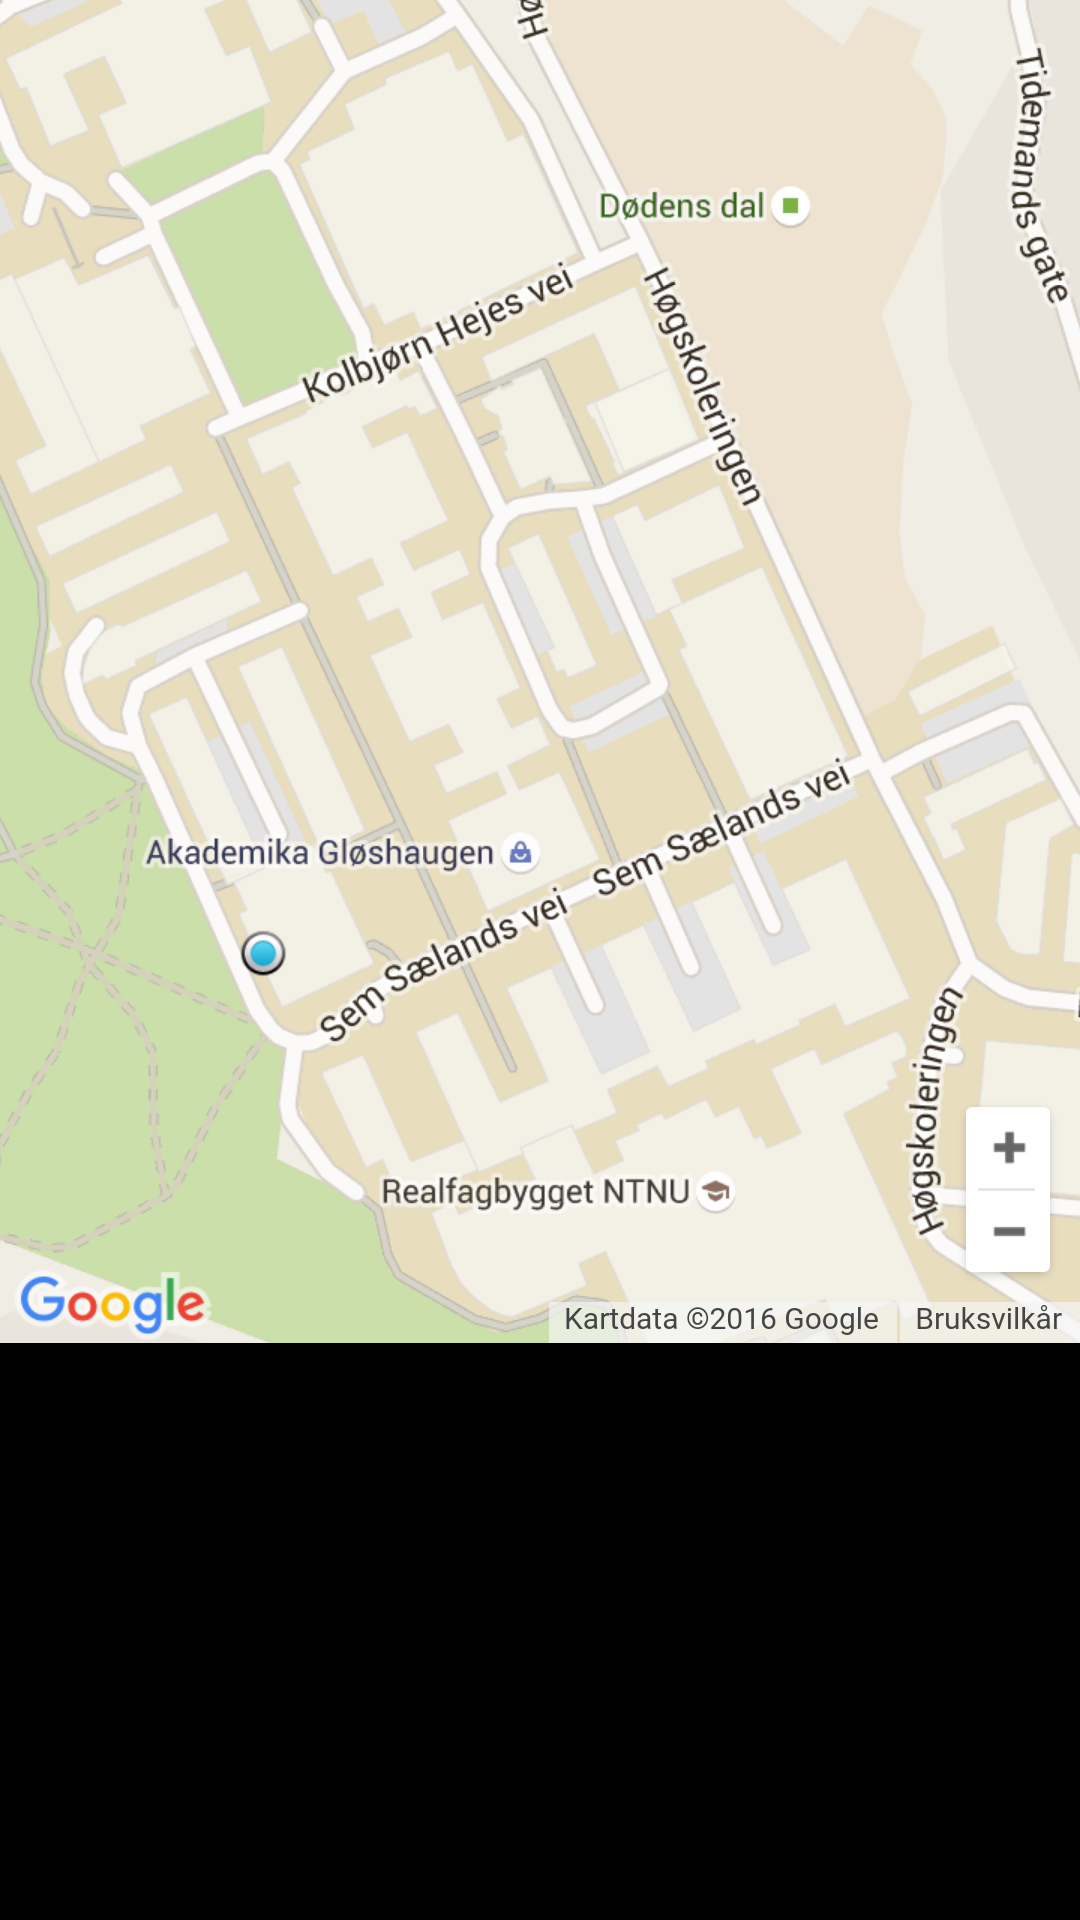 Hø
Tidemands gate
Dødens dal
Høgskoleringen
Kolbjørn Hejes vei
Sem Sælands vei
Akademika Gløshaugen
Sem Sælands vei
Høgskoleringen
Realfagbygget NTNU
+
−
Google
Kartdata ©2016 Google
Bruksvilkår